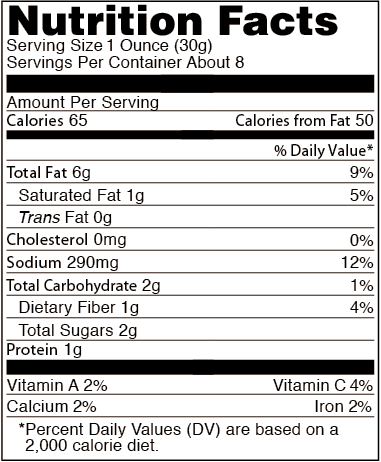 Nutrition Facts
Serving Size 1 Ounce (30g)
Servings Per Container About 8
Amount Per Serving
Calories 65 Calories from Fat 50
% Daily Value*
Total Fat 6g 9%
Saturated Fat 1g 5%
Trans Fat 0g
Cholesterol 0mg 0%
Sodium 290mg 12%
Total Carbohydrate 2g 1%
Dietary Fiber 1g 4%
Total Sugars 2g
Protein 1g
Vitamin A 2% Vitamin C 4%
Calcium 2% Iron 2%
*Percent Daily Values (DV) are based on a
2,000 calorie diet.